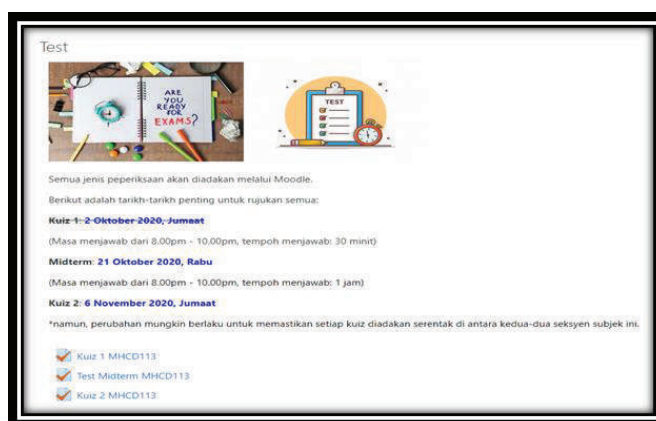 Test
ARE
YOU
READY
FOR
EXAMS?
TEST
Semua jenis peperiksaan akan diadakan melalui Moodle.
Berikut adalah tarikh-tarikh penting untuk rujukan semua:
Kuiz 1: 2 Oktober 2020, Jumaat
(Masa menjawab dari 8.00pm - 10.00pm, tempoh menjawab: 30 minit)
Midterm: 21 Oktober 2020, Rabu
(Masa menjawab dari 8.00pm - 10.00pm, tempoh menjawab: 1 jam)
Kuiz 2: 6 November 2020, Jumaat
*namun, perubahan mungkin berlaku untuk memastikan setiap kuiz diadakan serentak di antara kedua-dua seksyen subjek ini.
Kuiz 1 MHCD113
Test Midterm MHCD113
Kuiz 2 MHCD113